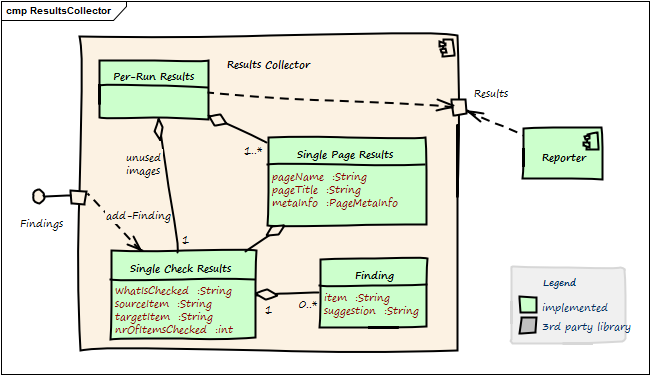 cmp ResultsCollector
Results Collector
Per-Run Results
Results
unused
images
1..*
Single Page Results
pageName :String
pageTitle :String
metaInfo :PageMetaInfo
Reporter
Findings
add-Finding
1
Single Check Results
whatIsChecked :String
sourceItem :String
targetItem :String
nrOfItemsChecked :int
1
0..*
Finding
item :String
suggestion :String
Legend
implemented
3rd party library